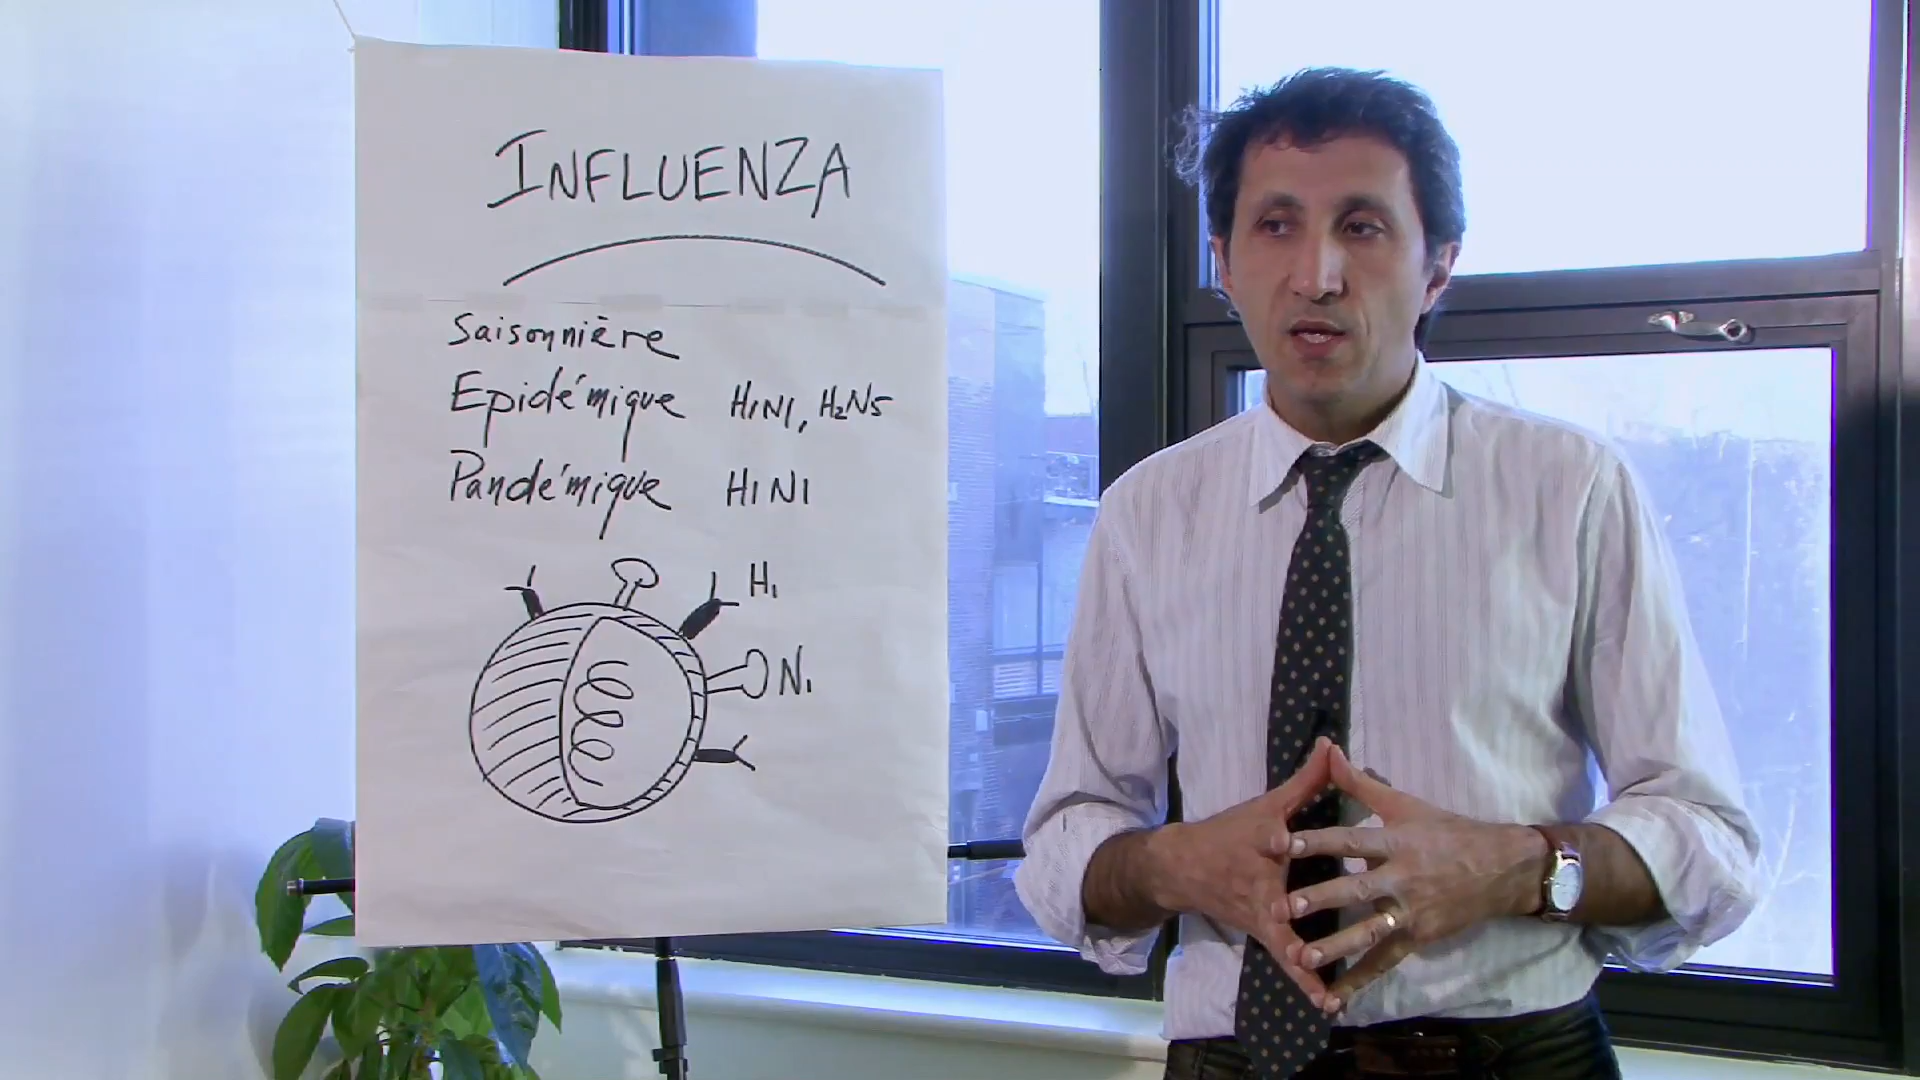 INFLUENZA
Saisonnière
Epidémique H1N1, H2N5
Pandémique H1N1
H1
N1